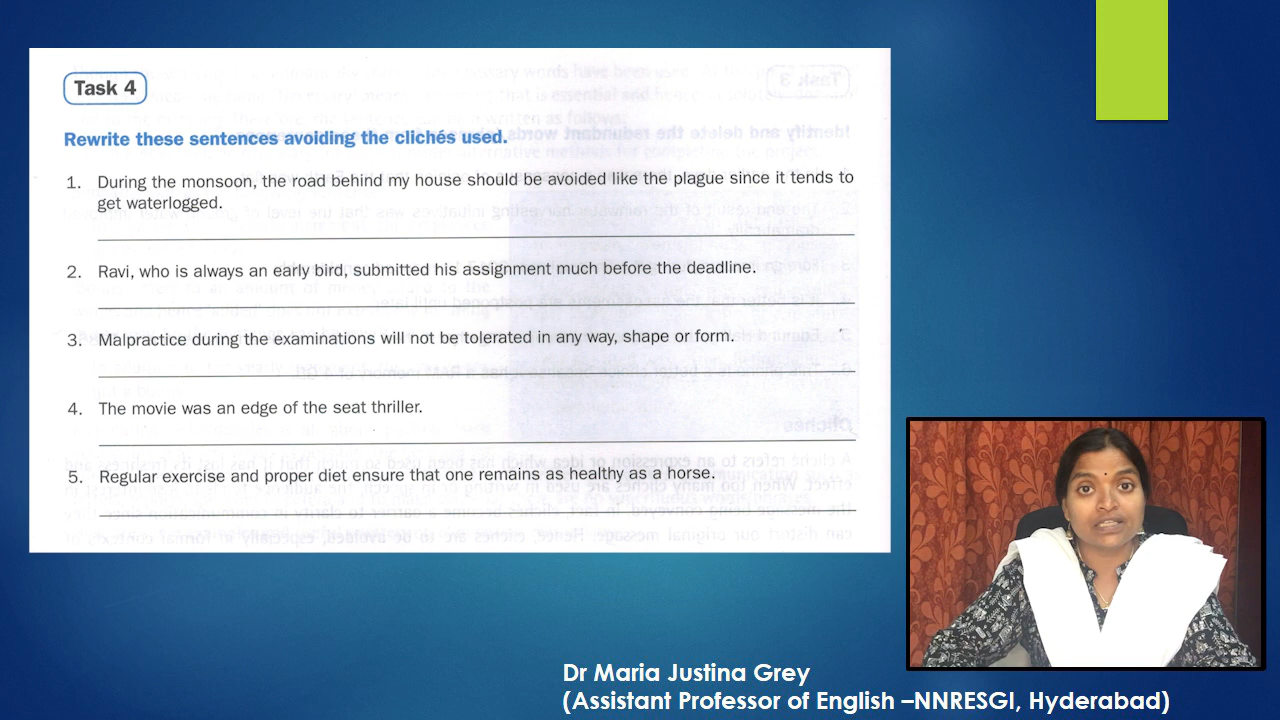 Task 4
Rewrite these sentences avoiding the clichés used.
1. During the monsoon, the road behind my house should be avoided like the plague since it tends to
get waterlogged.
2. Ravi, who is always an early bird, submitted his assignment much before the deadline.
3. Malpractice during the examinations will not be tolerated in any way, shape or form.
4. The movie was an edge of the seat thriller.
5. Regular exercise and proper diet ensure that one remains as healthy as a horse.
Dr Maria Justina Grey
(Assistant Professor of English –NNRESGI, Hyderabad)